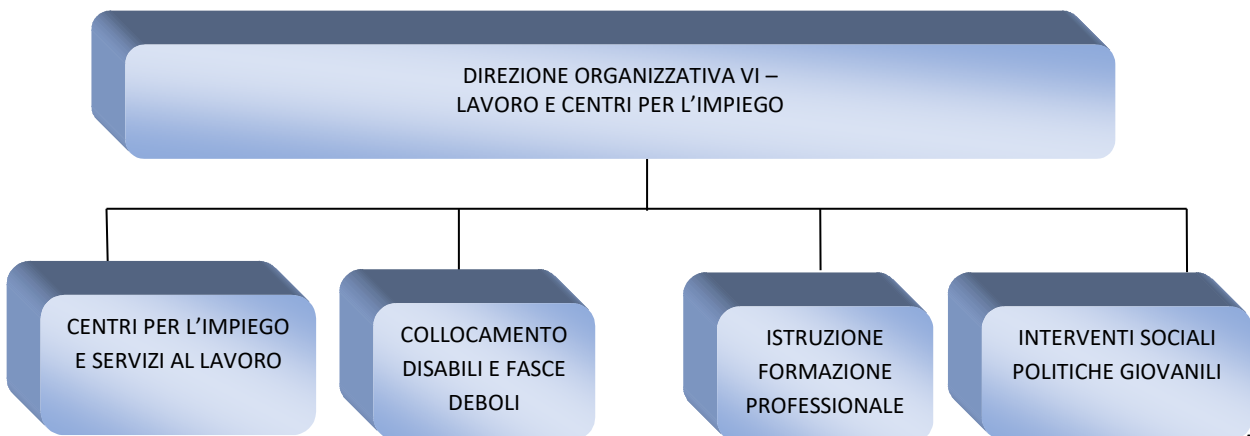 DIREZIONE ORGANIZZATIVA VI –
LAVORO E CENTRI PER L’IMPIEGO
CENTRI PER L’IMPIEGO
E SERVIZI AL LAVORO
COLLOCAMENTO
DISABILI E FASCE
DEBOLI
ISTRUZIONE
FORMAZIONE
PROFESSIONALE
INTERVENTI SOCIALI
POLITICHE GIOVANILI